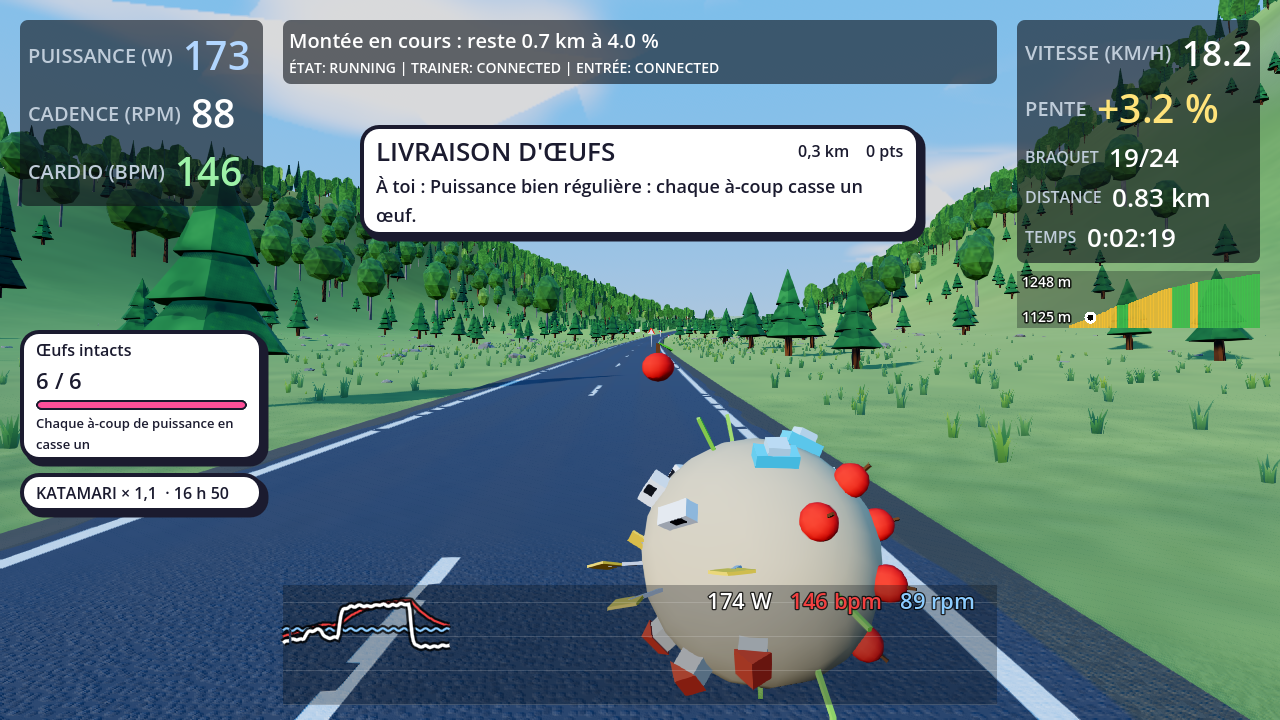 PUISSANCE (W) 173
CADENCE (RPM) 88
CARDIO (BPM) 146
Montée en cours : reste 0.7 km à 4.0 %
ÉTAT: RUNNING | TRAINER: CONNECTED | ENTRÉE: CONNECTED
LIVRAISON D'ŒUFS 0,3 km 0 pts
À toi : Puissance bien régulière : chaque à-coup casse un
œuf.
VITESSE (KM/H) 18.2
PENTE +3.2 %
BRAQUET 19/24
DISTANCE 0.83 km
TEMPS 0:02:19
1248 m
1125 m
Œufs intacts
6 / 6
Chaque à-coup de puissance en
casse un
KATAMARI × 1,1 · 16 h 50
174 W 146 bpm 89 rpm